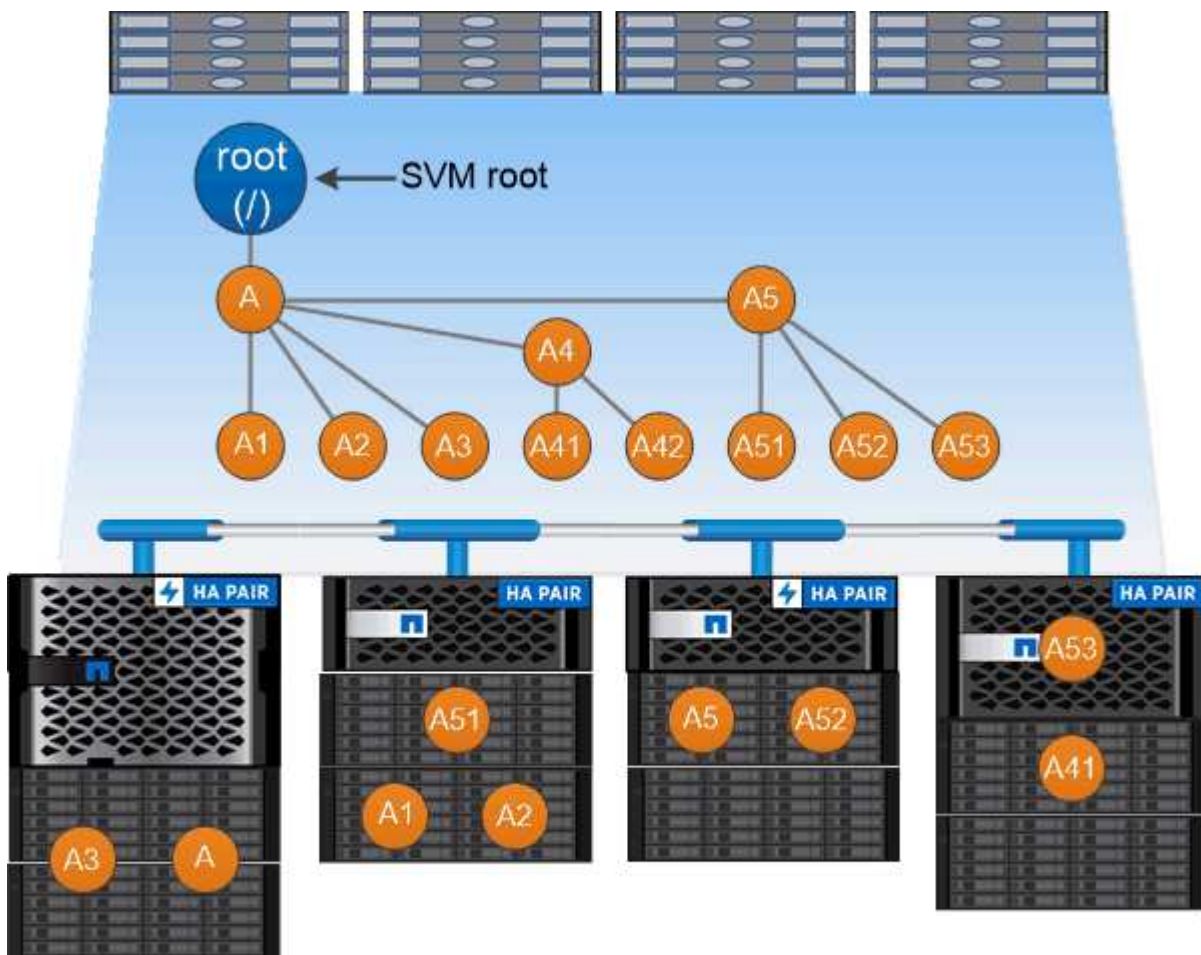 root
(/)
SVM root
A
A5
A4
A1
A2
A3
A41
A42
A51
A52
A53
HA PAIR
HA PAIR
HA PAIR
HA PAIR
A53
A51
A5
A52
A41
A1
A2
A3
A